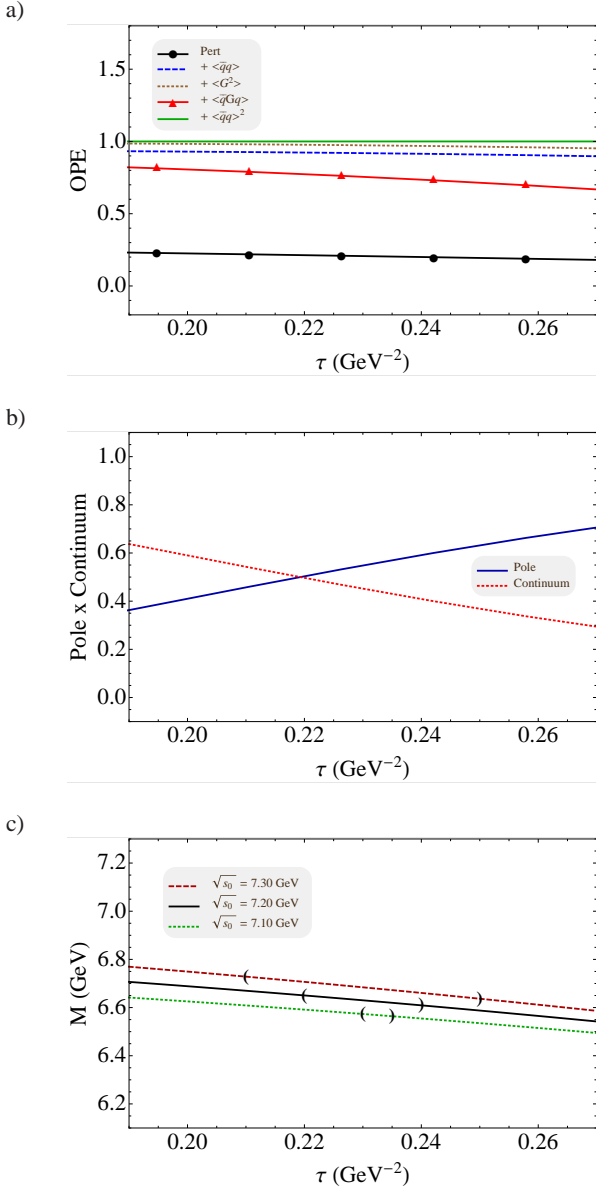 a)
Pert
+ <q̅q>
+ <G²>
+ <q̅Gq>
+ <q̅q>²
OPE
1.5
1.0
0.5
0.0
0.20 0.22 0.24 0.26
τ (GeV⁻²)
b)
Pole x Continuum
1.0
0.8
0.6
0.4
0.2
0.0
Pole
Continuum
0.20 0.22 0.24 0.26
τ (GeV⁻²)
c)
M (GeV)
7.2
7.0
6.8
6.6
6.4
6.2
√s₀ = 7.30 GeV
√s₀ = 7.20 GeV
√s₀ = 7.10 GeV
( ( ) ) ( )
0.20 0.22 0.24 0.26
τ (GeV⁻²)